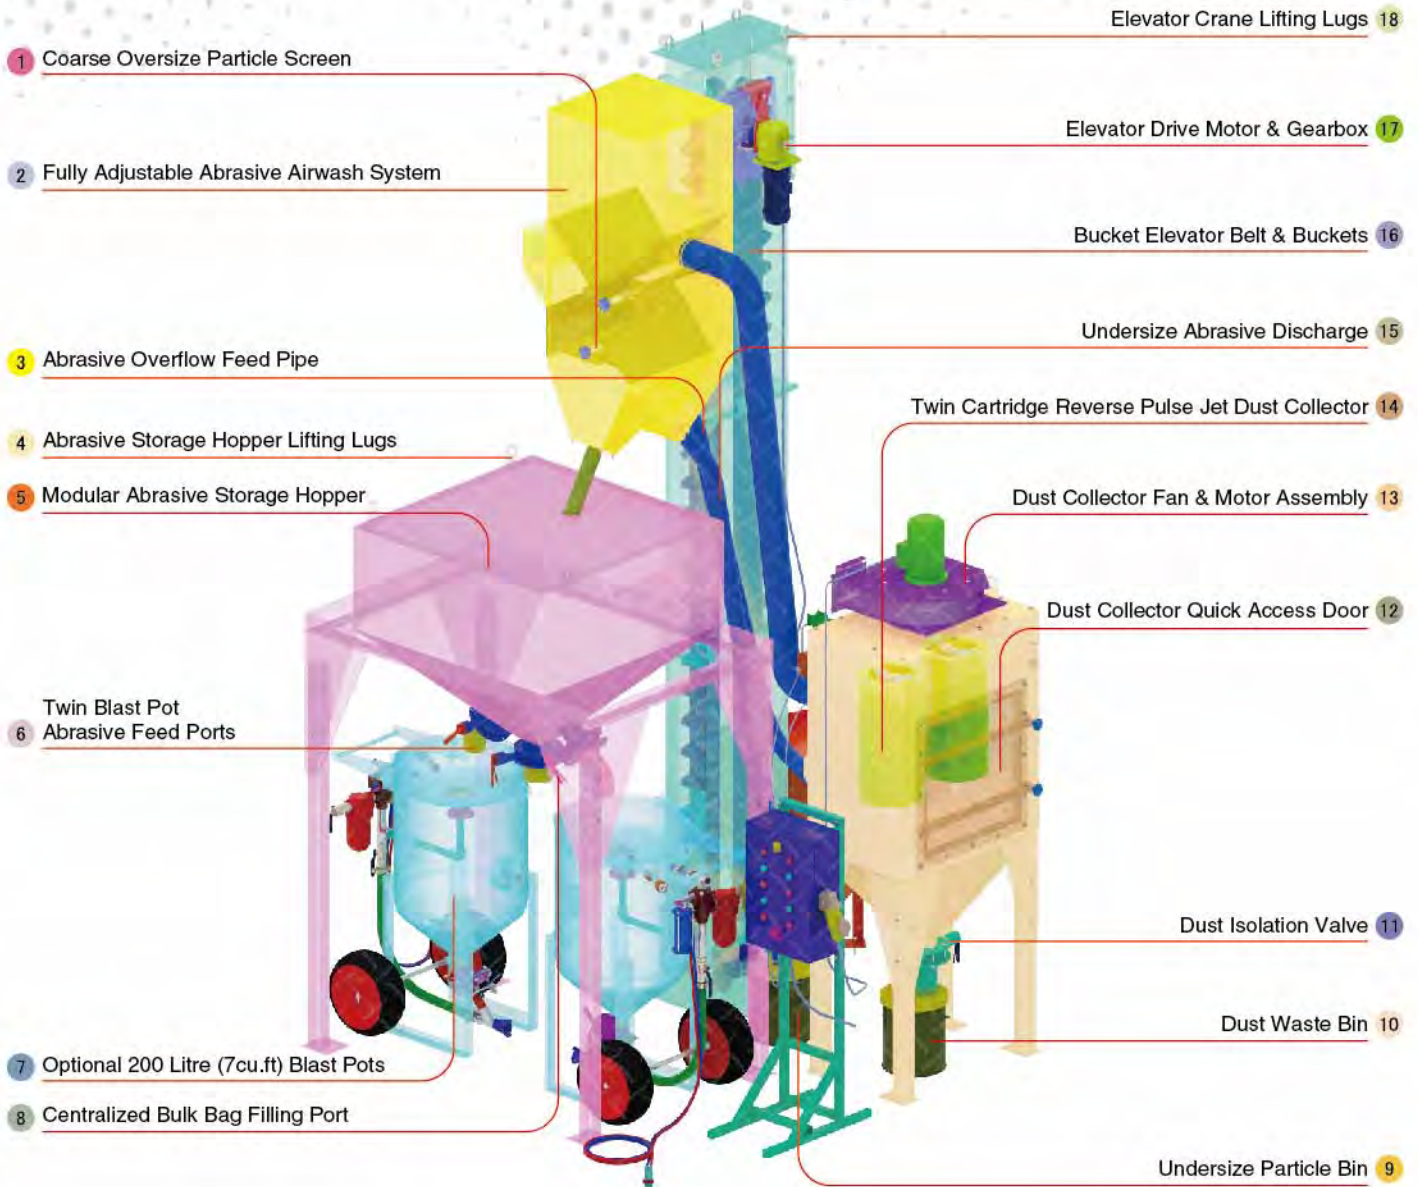 1 Coarse Oversize Particle Screen
2 Fully Adjustable Abrasive Airwash System
3 Abrasive Overflow Feed Pipe
4 Abrasive Storage Hopper Lifting Lugs
5 Modular Abrasive Storage Hopper
Twin Blast Pot
6 Abrasive Feed Ports
7 Optional 200 Litre (7cu.ft) Blast Pots
8 Centralized Bulk Bag Filling Port
Elevator Crane Lifting Lugs 18
Elevator Drive Motor & Gearbox 17
Bucket Elevator Belt & Buckets 16
Undersize Abrasive Discharge 15
Twin Cartridge Reverse Pulse Jet Dust Collector 14
Dust Collector Fan & Motor Assembly 13
Dust Collector Quick Access Door 12
Dust Isolation Valve 11
Dust Waste Bin 10
Undersize Particle Bin 9